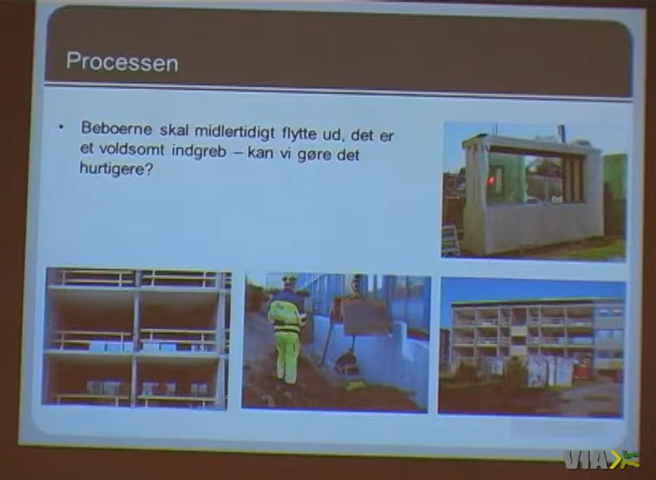 Processen
• Beboerne skal midlertidigt flytte ud, det er
et voldsomt indgreb – kan vi gøre det
hurtigere?
VIA